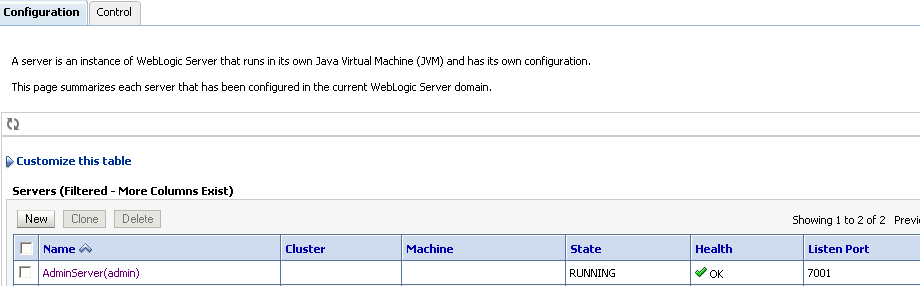 Configuration Control
A server is an instance of WebLogic Server that runs in its own Java Virtual Machine (JVM) and has its own configuration.
This page summarizes each server that has been configured in the current WebLogic Server domain.
Customize this table
Servers (Filtered - More Columns Exist)
New Clone Delete Showing 1 to 2 of 2 Previ
Name Cluster Machine State Health Listen Port
AdminServer(admin) RUNNING OK 7001